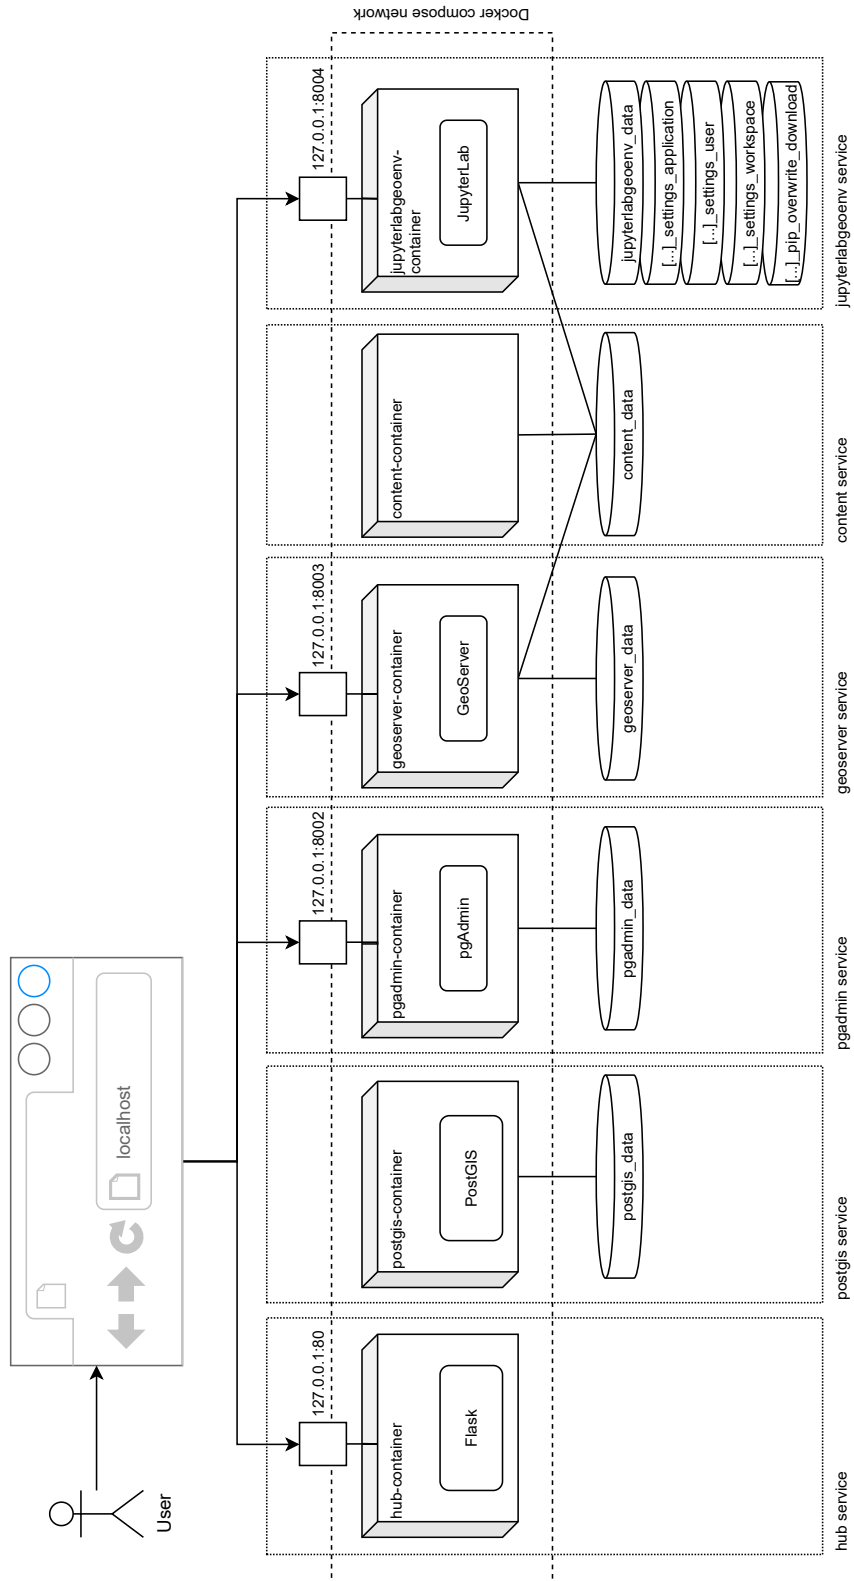 User
localhost
Docker compose network
127.0.0.1:80
hub-container
Flask
hub service
postgis-container
PostGIS
postgis_data
postgis service
127.0.0.1:8002
pgadmin-container
pgAdmin
pgadmin_data
pgadmin service
127.0.0.1:8003
geoserver-container
GeoServer
geoserver_data
geoserver service
content-container
content_data
content service
127.0.0.1:8004
jupyterlabgeoenv-
container
JupyterLab
jupyterlabgeoenv_data
[...]_settings_application
[...]_settings_user
[...]_settings_workspace
[...]_pip_overwrite_download
jupyterlabgeoenv service